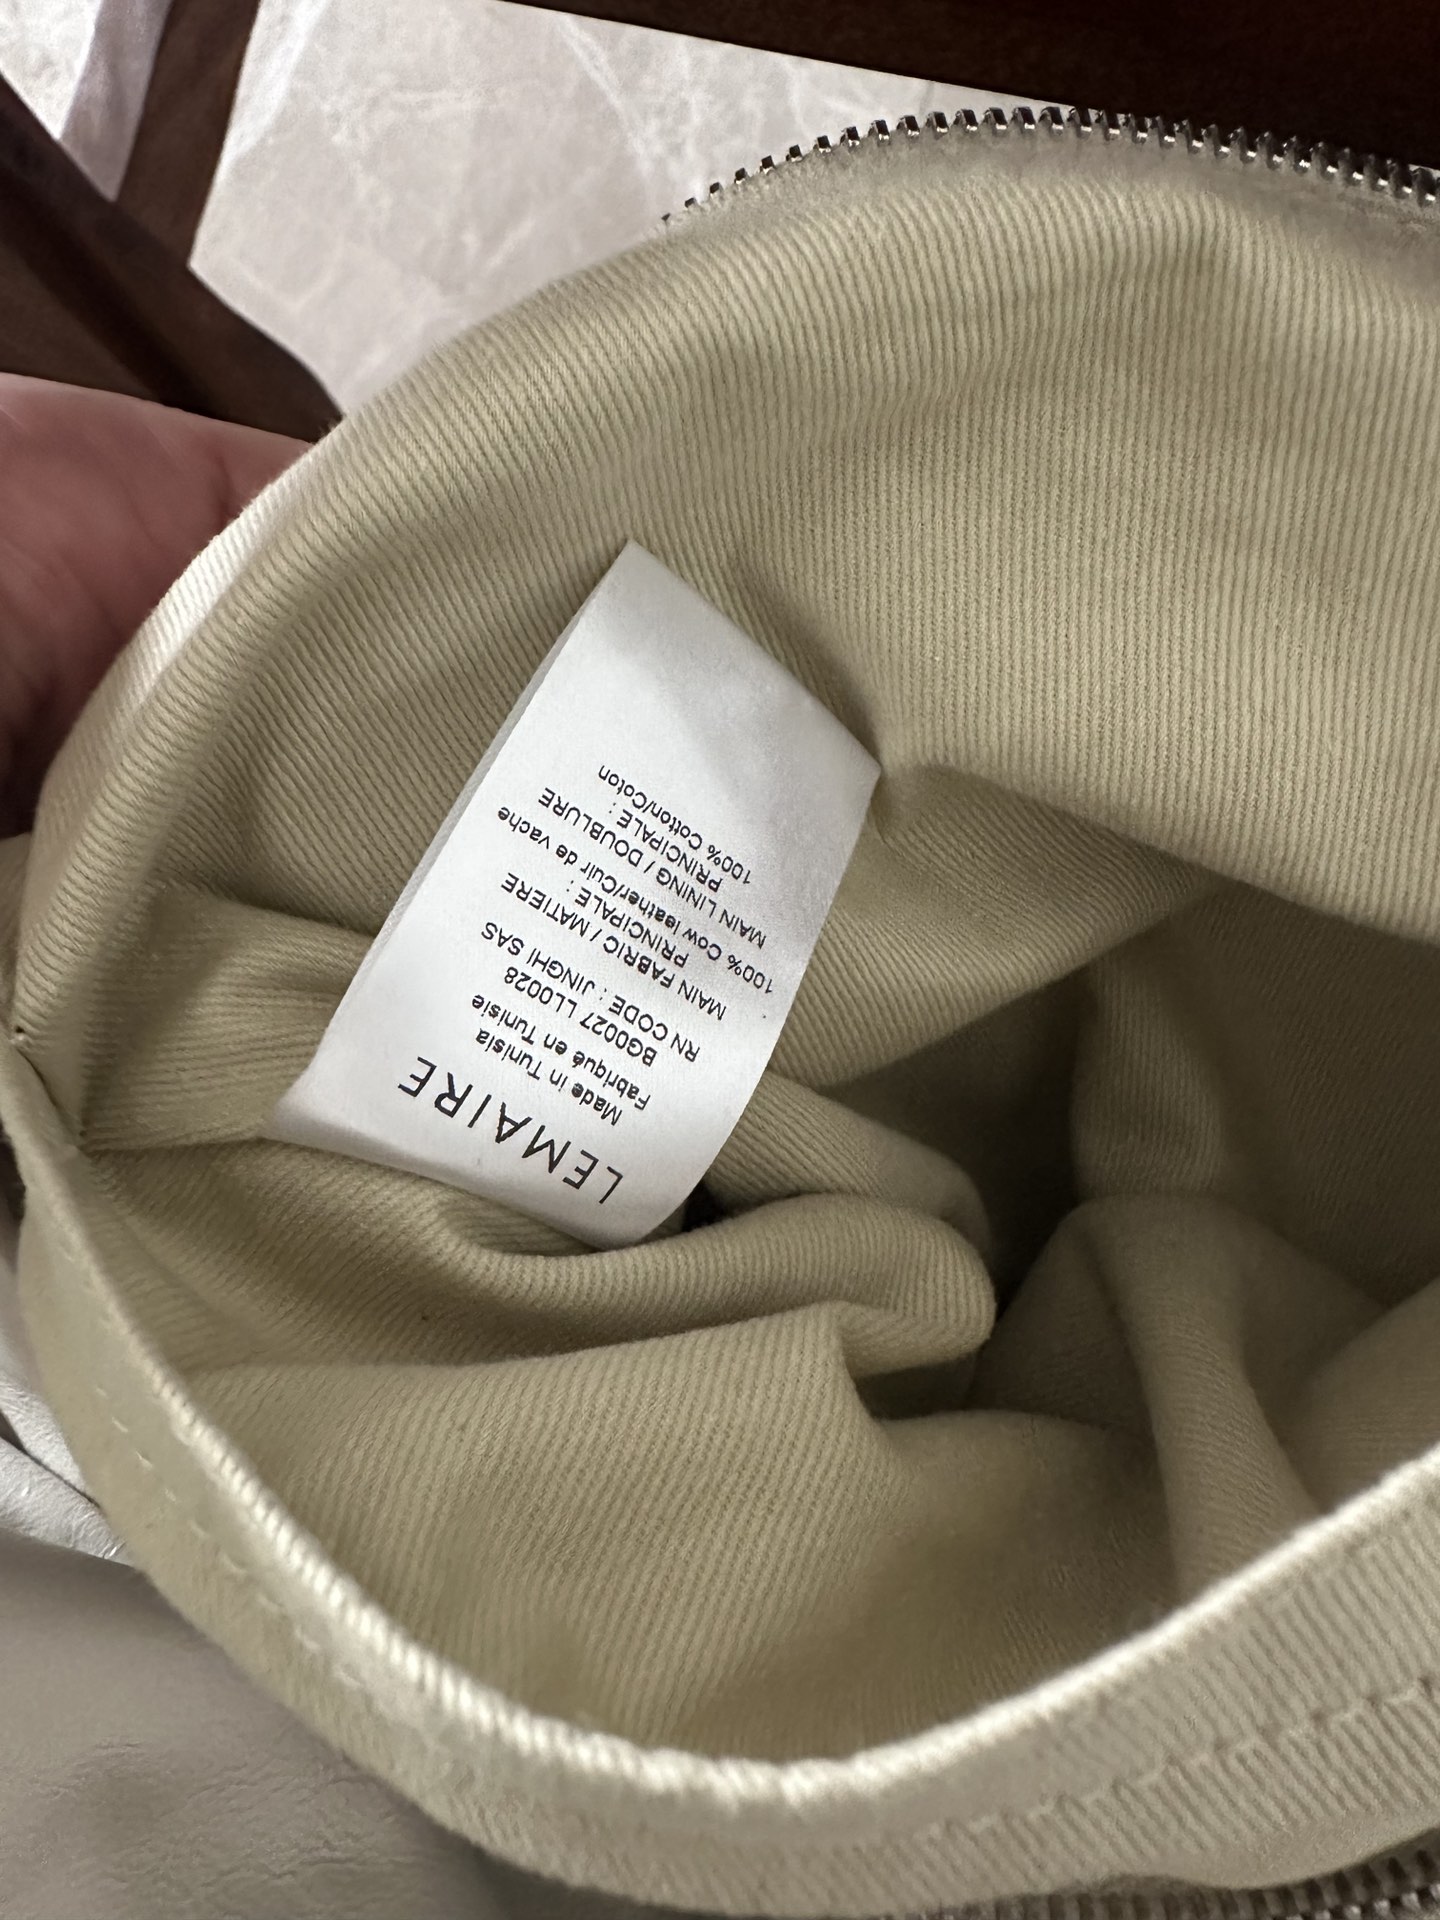 LEMAIRE
Made in Tunisia
Fabriqué en Tunisie
BG0027 LL0028
RN CODE : JINGHI SAS
MAIN FABRIC / MATIERE
PRINCIPALE :
100% Cow leather/Cuir de vache
MAIN LINING / DOUBLURE
PRINCIPALE :
100% Cotton/Coton